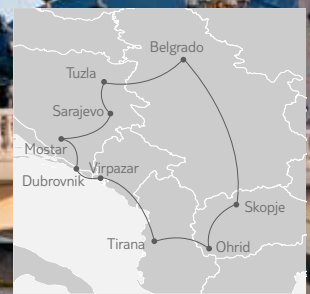 Belgrado
Tuzla
Sarajevo
Mostar
Virpazar
Dubrovnik
Skopje
Tirana
Ohrid